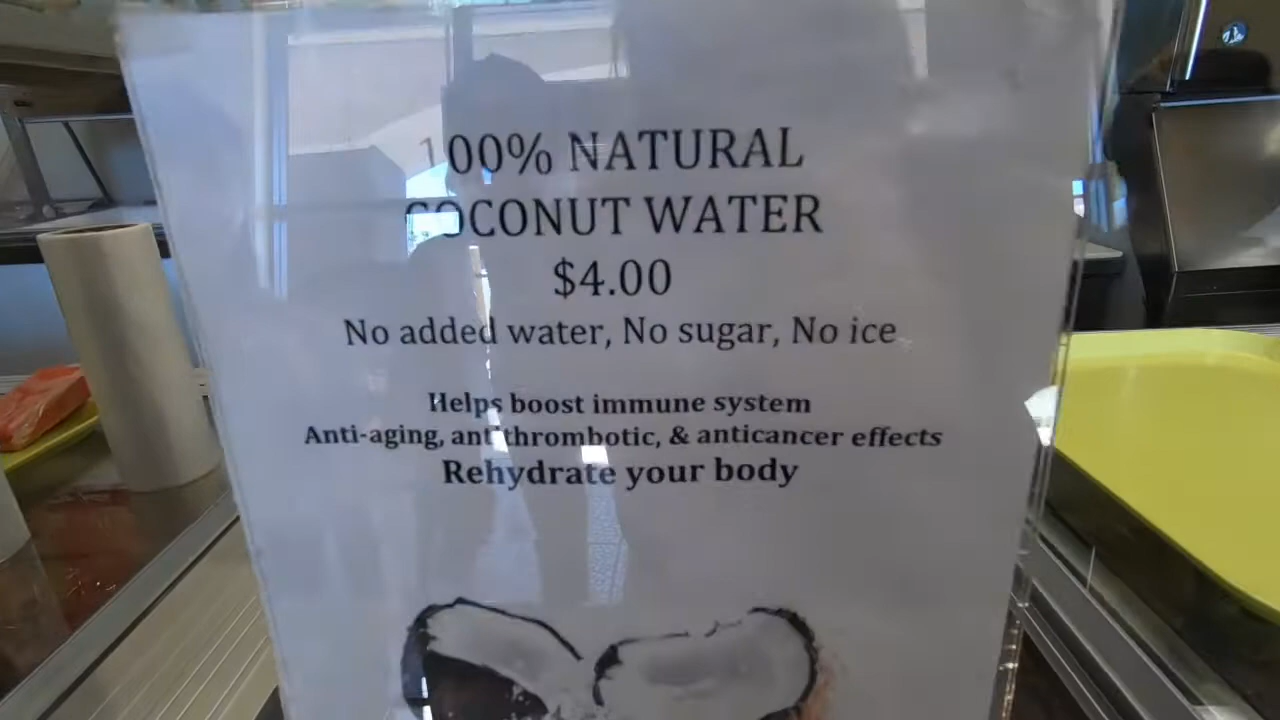 100% NATURAL
COCONUT WATER
$4.00
No added water, No sugar, No ice
Helps boost immune system
Anti-aging, antithrombotic, & anticancer effects
Rehydrate your body